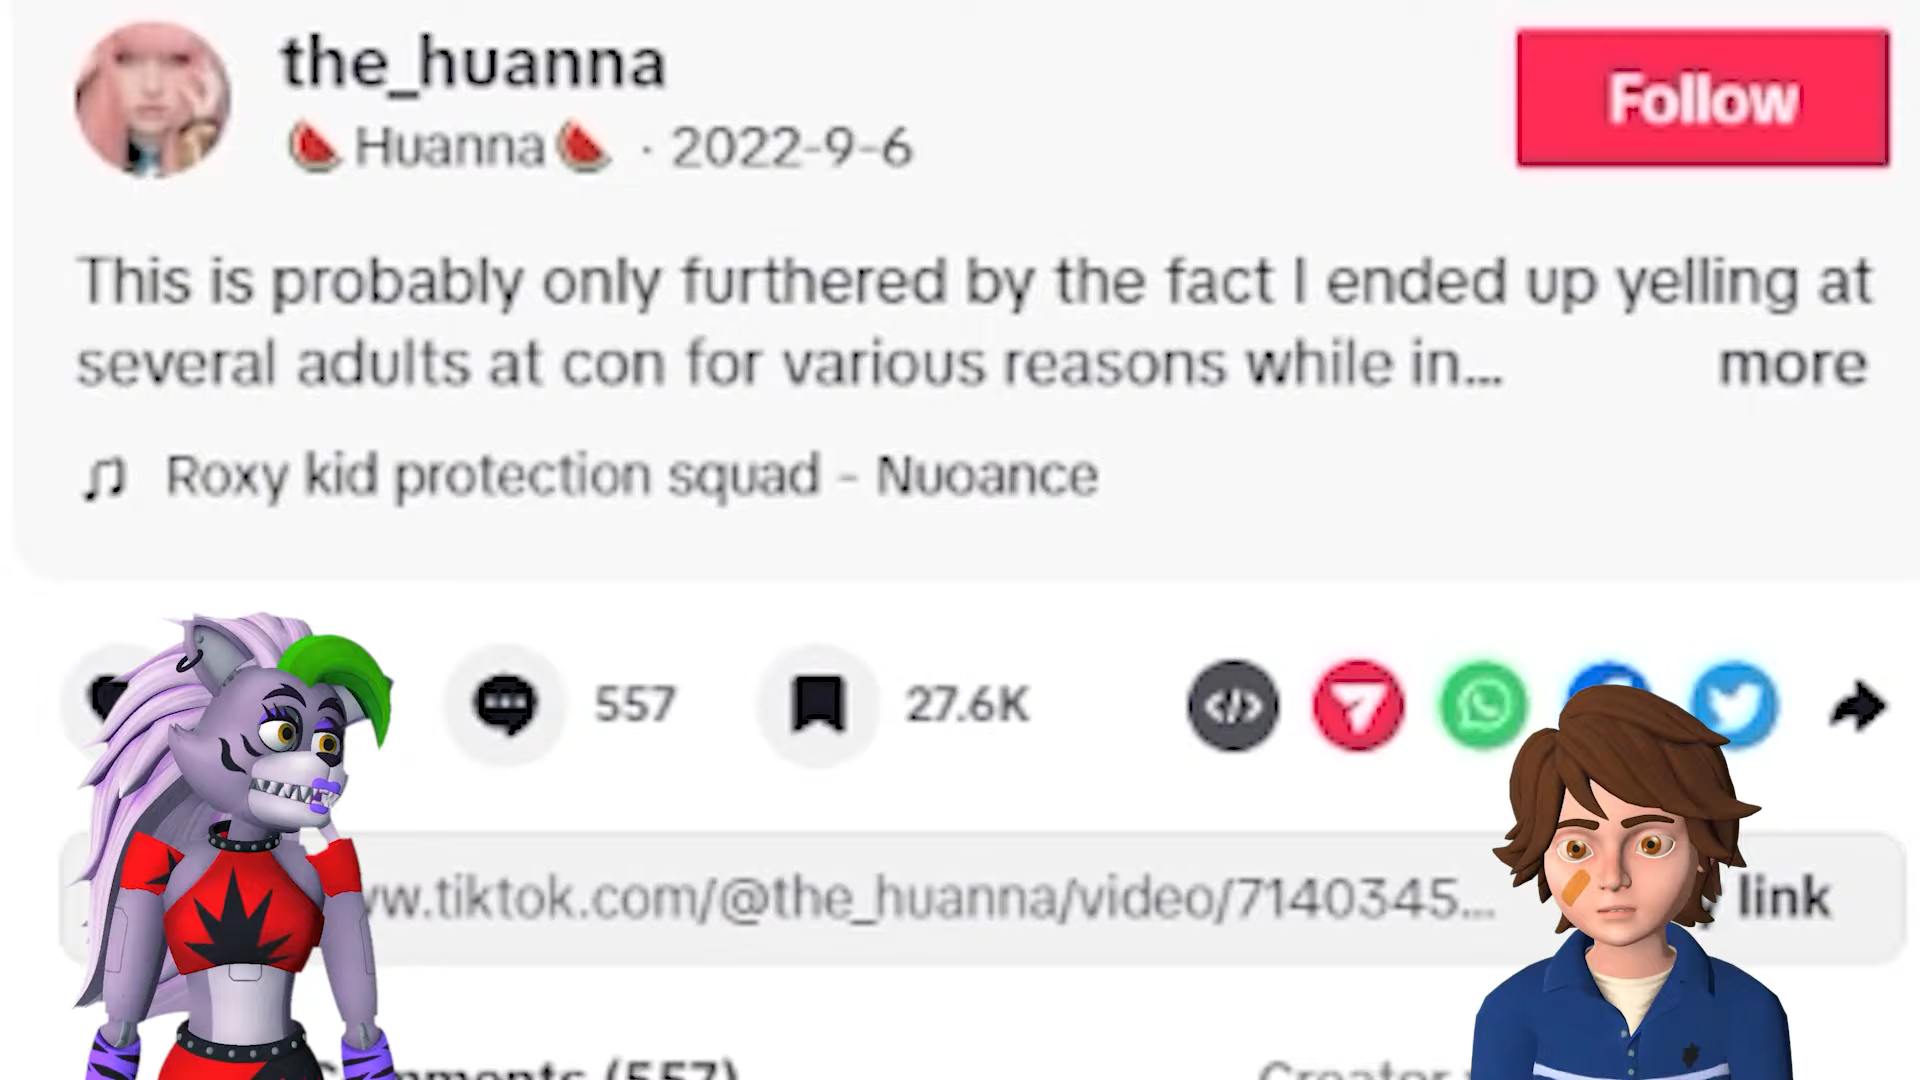 the_huanna
Follow
🍉Huanna🍉 · 2022-9-6
This is probably only furthered by the fact I ended up yelling at
several adults at con for various reasons while in...
more
Roxy kid protection squad - Nuoance
557
27.6K
w.tiktok.com/@the_huanna/video/7140345...
link
(557)
Creator